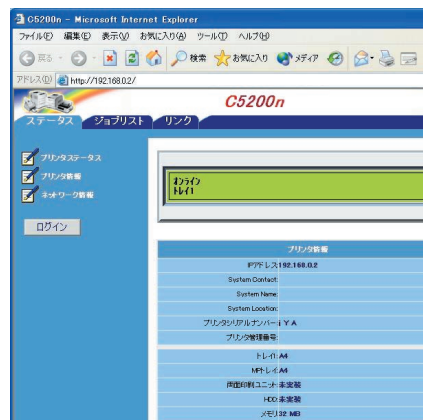 C5200n - Microsoft Internet Explorer
ファイル(F) 編集(E) 表示(V) お気に入り(A) ツール(T) ヘルプ(H)
戻る 検索 お気に入り メディア
アドレス(D) http://192.168.0.2/
C5200n
ステータス ジョブリスト リンク
プリンタステータス
プリンタ情報
ネットワーク情報
ログイン
オンライン
トレイ1
プリンタ情報
IPアドレス:192.168.0.2
System Contact:
System Name:
System Location:
プリンタシリアルナンバー:i Y A
プリンタ管理番号:
トレイ1:A4
MPトレイ:A4
両面印刷ユニット:未実装
HDD:未実装
メモリ:32 MB